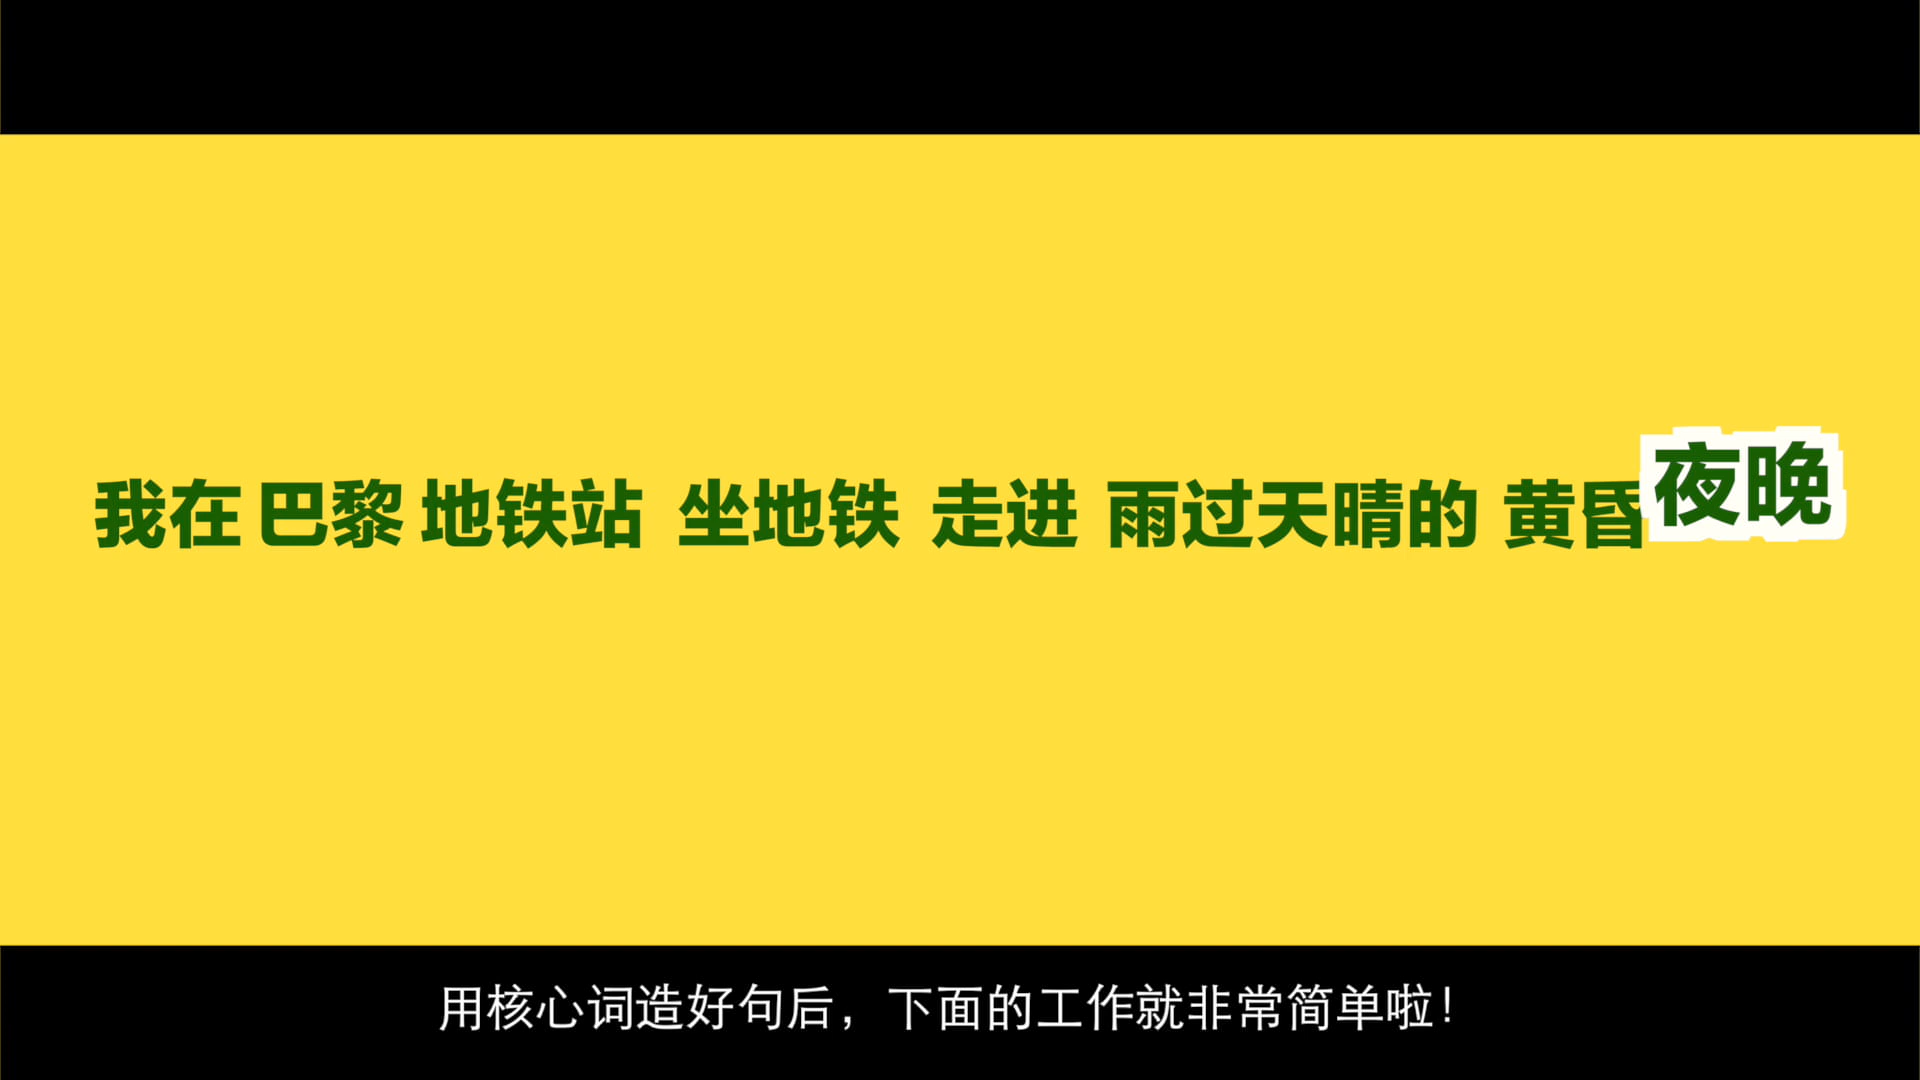 我在 巴黎 地铁站 坐地铁 走进 雨过天晴的 黄昏 夜晚
用核心词造好句后，下面的工作就非常简单啦！